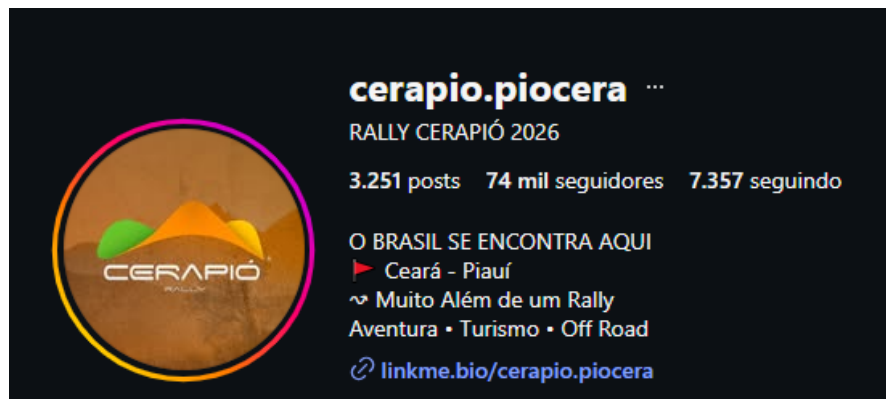 cerapio.piocera ...
RALLY CERAPIÓ 2026
3.251 posts 74 mil seguidores 7.357 seguindo
O BRASIL SE ENCONTRA AQUI
🚩 Ceará - Piauí
↝ Muito Além de um Rally
Aventura • Turismo • Off Road
linkme.bio/cerapio.piocera
CERAPIÓ
RALLY